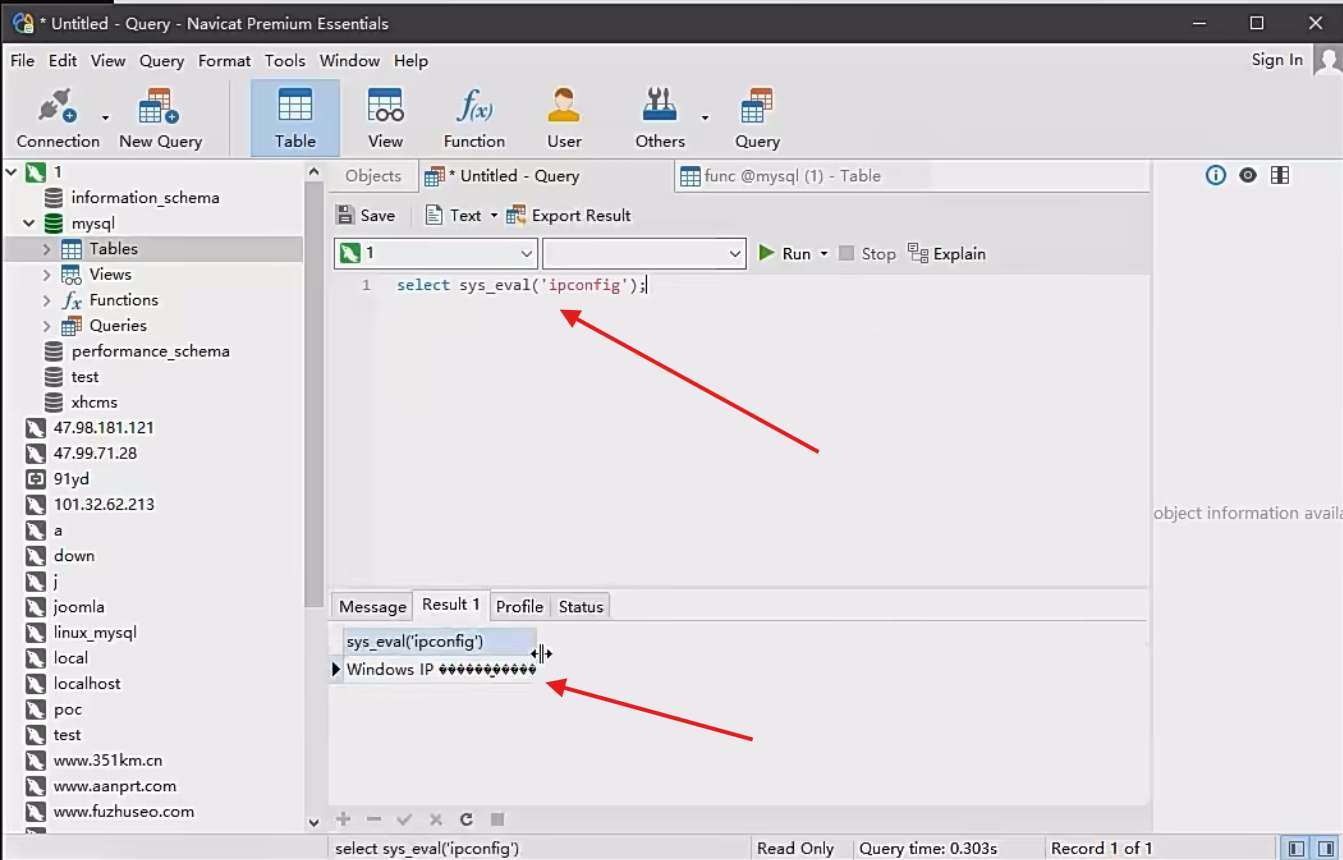 * Untitled - Query - Navicat Premium Essentials
File Edit View Query Format Tools Window Help
Sign In
Connection New Query Table View Function User Others Query
f(x)
1
information_schema
mysql
Tables
Views
fx Functions
Queries
performance_schema
test
xhcms
47.98.181.121
47.99.71.28
91yd
101.32.62.213
a
down
j
joomla
linux_mysql
local
localhost
poc
test
www.351km.cn
www.aanprt.com
www.fuzhuseo.com
Objects * Untitled - Query func @mysql (1) - Table
Save Text Export Result
1 Run Stop Explain
1 select sys_eval('ipconfig');
object information availa
Message Result 1 Profile Status
sys_eval('ipconfig')
Windows IP �����������
select sys_eval('ipconfig') Read Only Query time: 0.303s Record 1 of 1